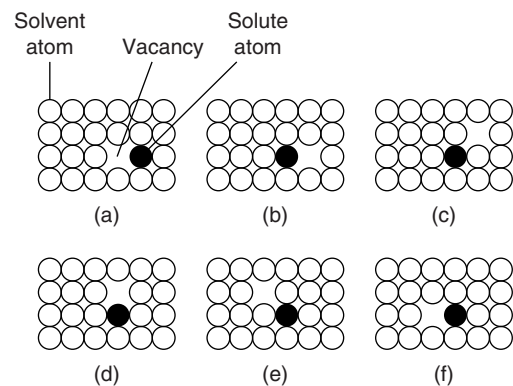 Solvent
atom
Vacancy
Solute
atom
(a)
(b)
(c)
(d)
(e)
(f)